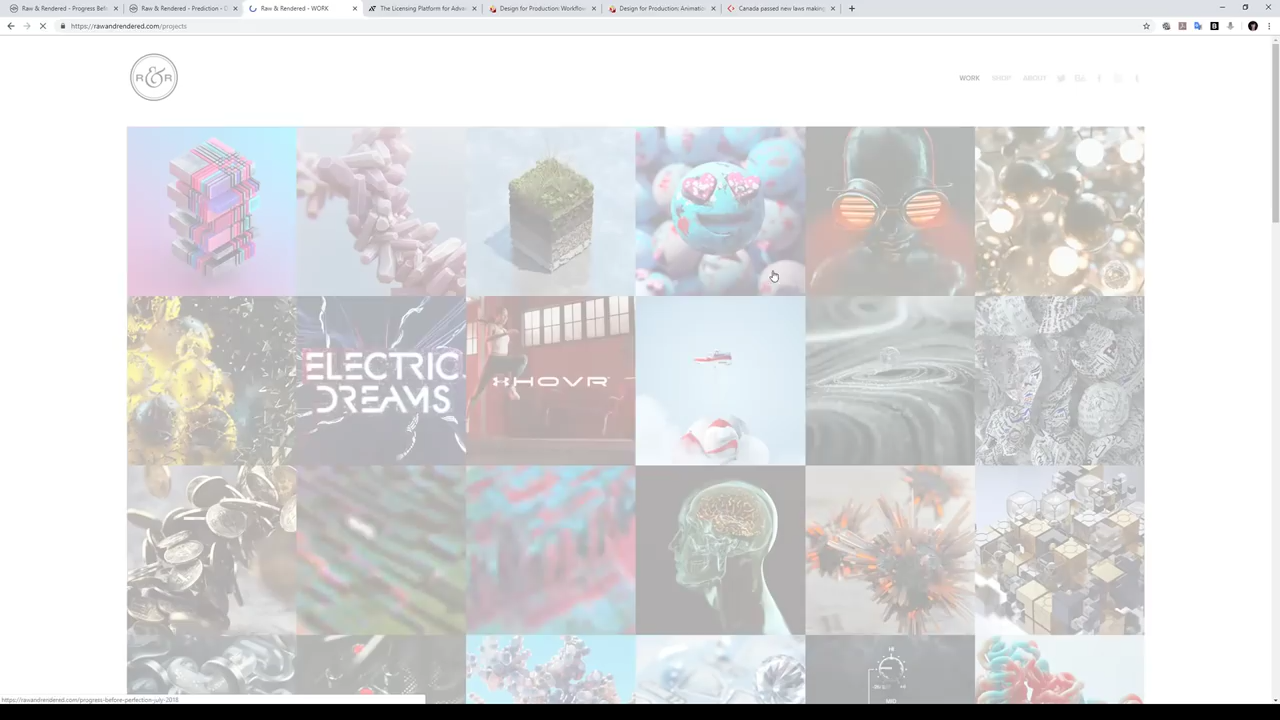 Raw & Rendered - Progress Bef
Raw & Rendered - Prediction - D
Raw & Rendered - WORK
The Licensing Platform for Adva
Design for Production: Workflow
Design for Production: Animati
Canada passed new laws making
https://rawandrendered.com/projects
R&R
WORK
SHOP
ABOUT
ELECTRIC
DREAMS
HOVR
https://rawandrendered.com/progress-before-perfection-july-2018